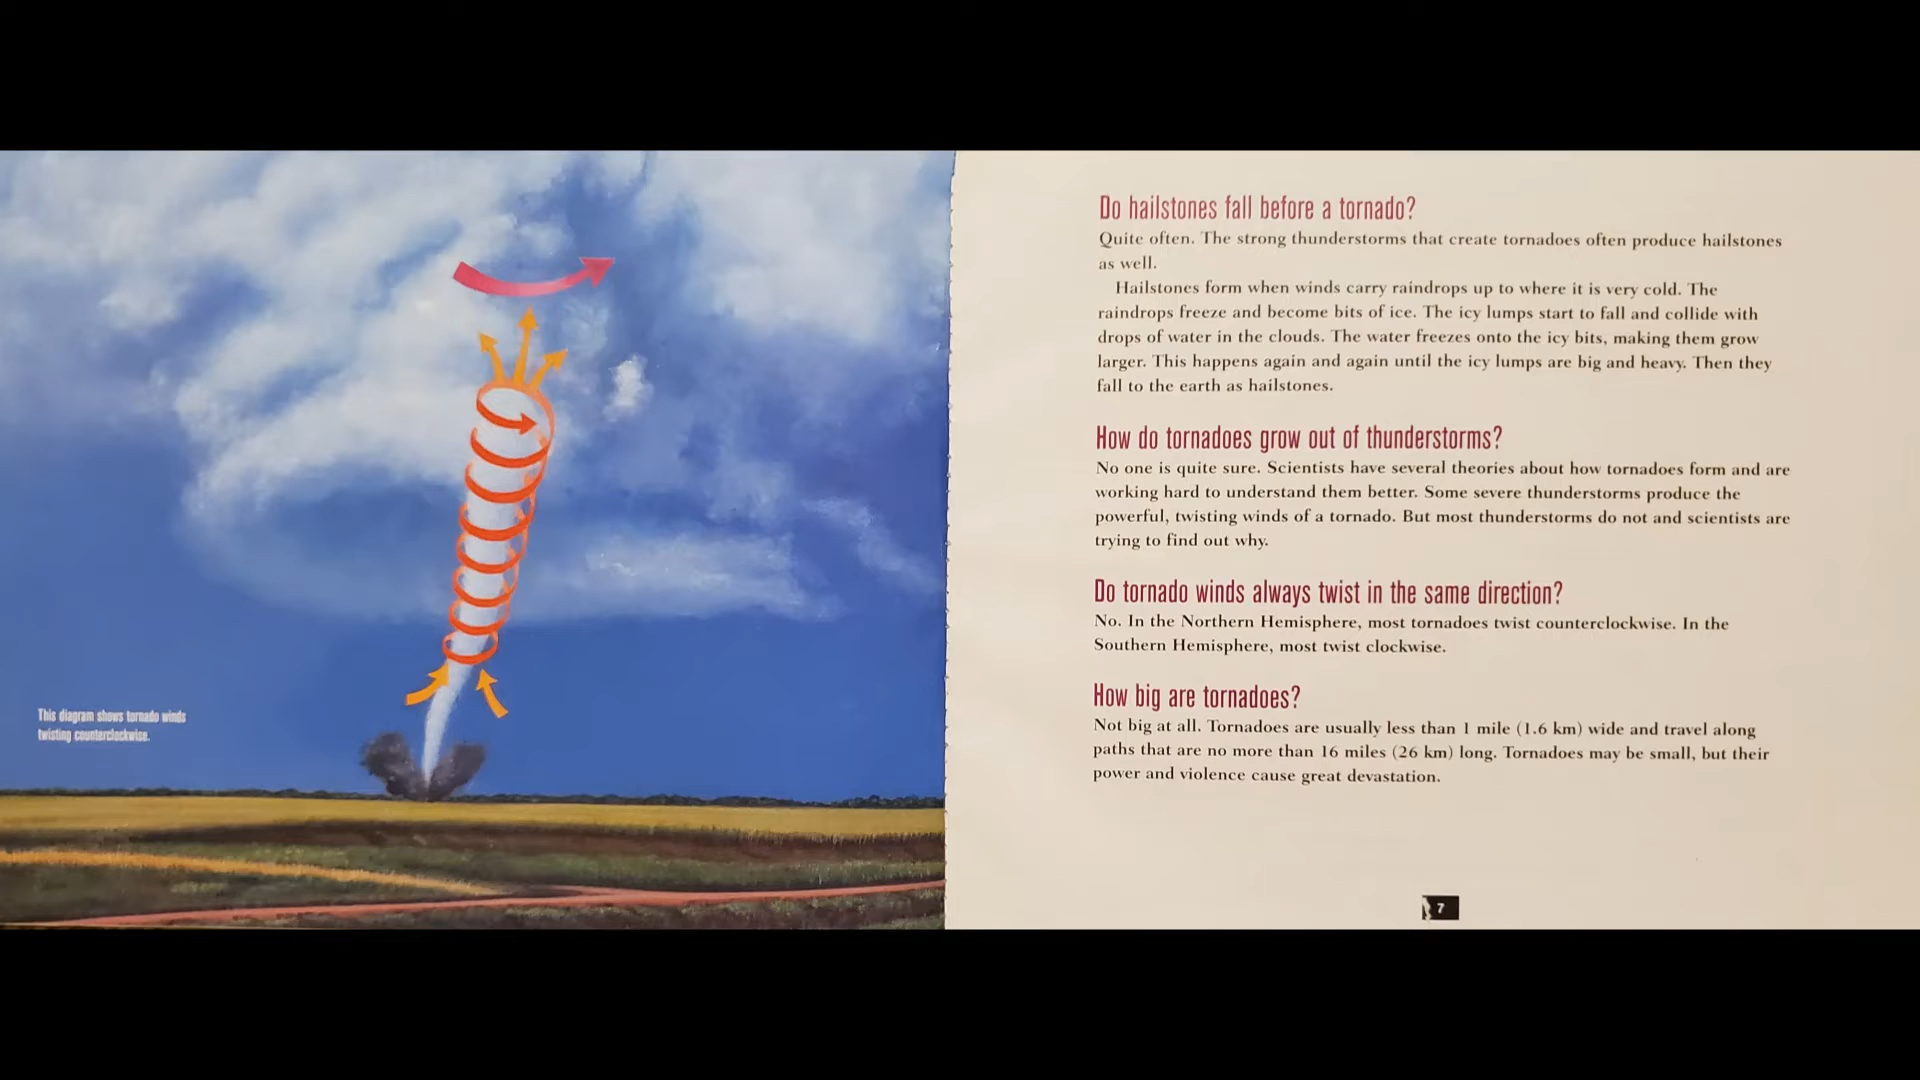 This diagram shows tornado winds
twisting counterclockwise.
Do hailstones fall before a tornado?
Quite often. The strong thunderstorms that create tornadoes often produce hailstones
as well.
Hailstones form when winds carry raindrops up to where it is very cold. The
raindrops freeze and become bits of ice. The icy lumps start to fall and collide with
drops of water in the clouds. The water freezes onto the icy bits, making them grow
larger. This happens again and again until the icy lumps are big and heavy. Then they
fall to the earth as hailstones.
How do tornadoes grow out of thunderstorms?
No one is quite sure. Scientists have several theories about how tornadoes form and are
working hard to understand them better. Some severe thunderstorms produce the
powerful, twisting winds of a tornado. But most thunderstorms do not and scientists are
trying to find out why.
Do tornado winds always twist in the same direction?
No. In the Northern Hemisphere, most tornadoes twist counterclockwise. In the
Southern Hemisphere, most twist clockwise.
How big are tornadoes?
Not big at all. Tornadoes are usually less than 1 mile (1.6 km) wide and travel along
paths that are no more than 16 miles (26 km) long. Tornadoes may be small, but their
power and violence cause great devastation.
7